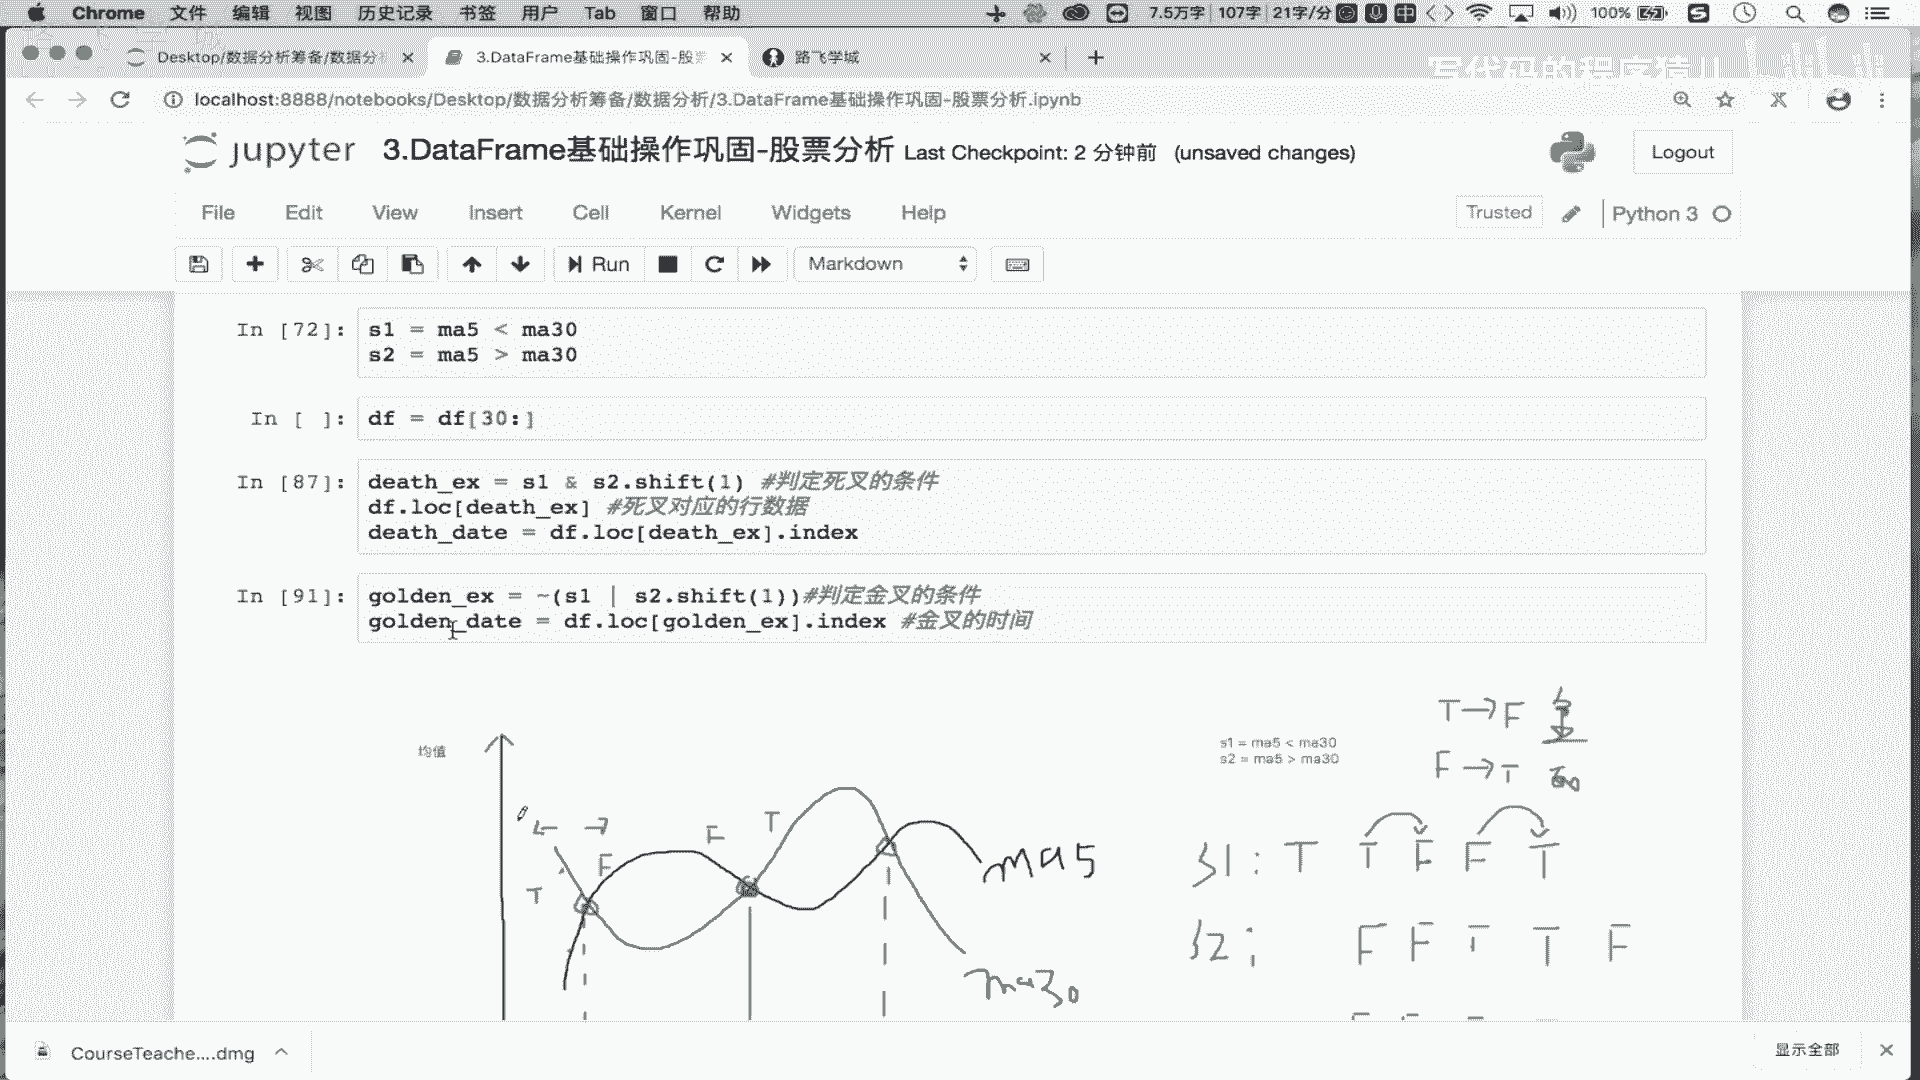 Chrome 文件 编辑 视图 历史记录 书签 用户 Tab 窗口 帮助 7.5万字 107字 21字/分 中 100%
Desktop/数据分析筹备/数据分析 3.DataFrame基础操作巩固-股票 路飞学城
写代码的程序猿儿
localhost:8888/notebooks/Desktop/数据分析筹备/数据分析/3.DataFrame基础操作巩固-股票分析.ipynb
jupyter 3.DataFrame基础操作巩固-股票分析 Last Checkpoint: 2 分钟前 (unsaved changes) Logout
File Edit View Insert Cell Kernel Widgets Help Trusted Python 3
Run Markdown
In [72]: s1 = ma5 < ma30
s2 = ma5 > ma30
In [ ]: df = df[30:]
In [87]: death_ex = s1 & s2.shift(1) #判定死叉的条件
df.loc[death_ex] #死叉对应的行数据
death_date = df.loc[death_ex].index
In [91]: golden_ex = ~(s1 | s2.shift(1))#判定金叉的条件
golden_date = df.loc[golden_ex].index #金叉的时间
均值
s1 = ma5 < ma30
s2 = ma5 > ma30
T→F 金
F→T
T F F T
ma5
ma30
S1: T T F F T
S2: F F T T F
CourseTeache....dmg 显示全部